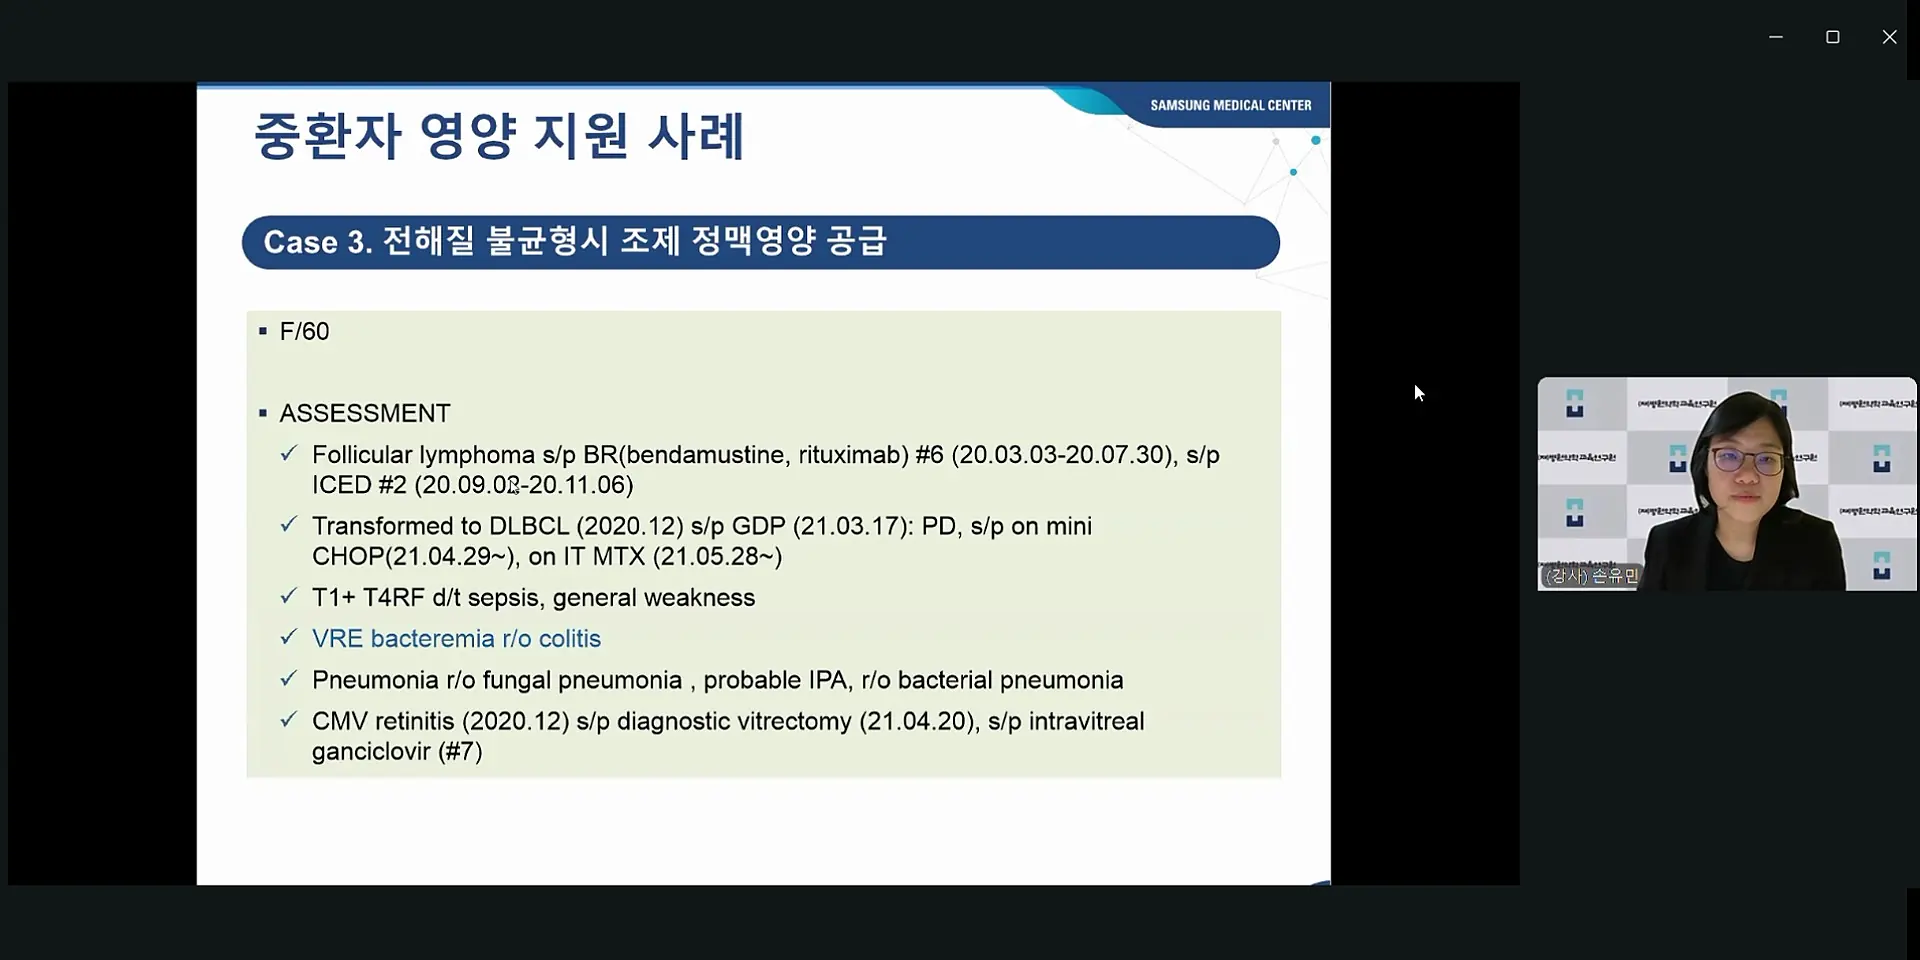 SAMSUNG MEDICAL CENTER
중환자 영양 지원 사례
Case 3. 전해질 불균형시 조제 정맥영양 공급
▪ F/60
▪ ASSESSMENT
✓ Follicular lymphoma s/p BR(bendamustine, rituximab) #6 (20.03.03-20.07.30), s/p
ICED #2 (20.09.02-20.11.06)
✓ Transformed to DLBCL (2020.12) s/p GDP (21.03.17): PD, s/p on mini
CHOP(21.04.29~), on IT MTX (21.05.28~)
✓ T1+ T4RF d/t sepsis, general weakness
✓ VRE bacteremia r/o colitis
✓ Pneumonia r/o fungal pneumonia , probable IPA, r/o bacterial pneumonia
✓ CMV retinitis (2020.12) s/p diagnostic vitrectomy (21.04.20), s/p intravitreal
ganciclovir (#7)
(강사) 손유민